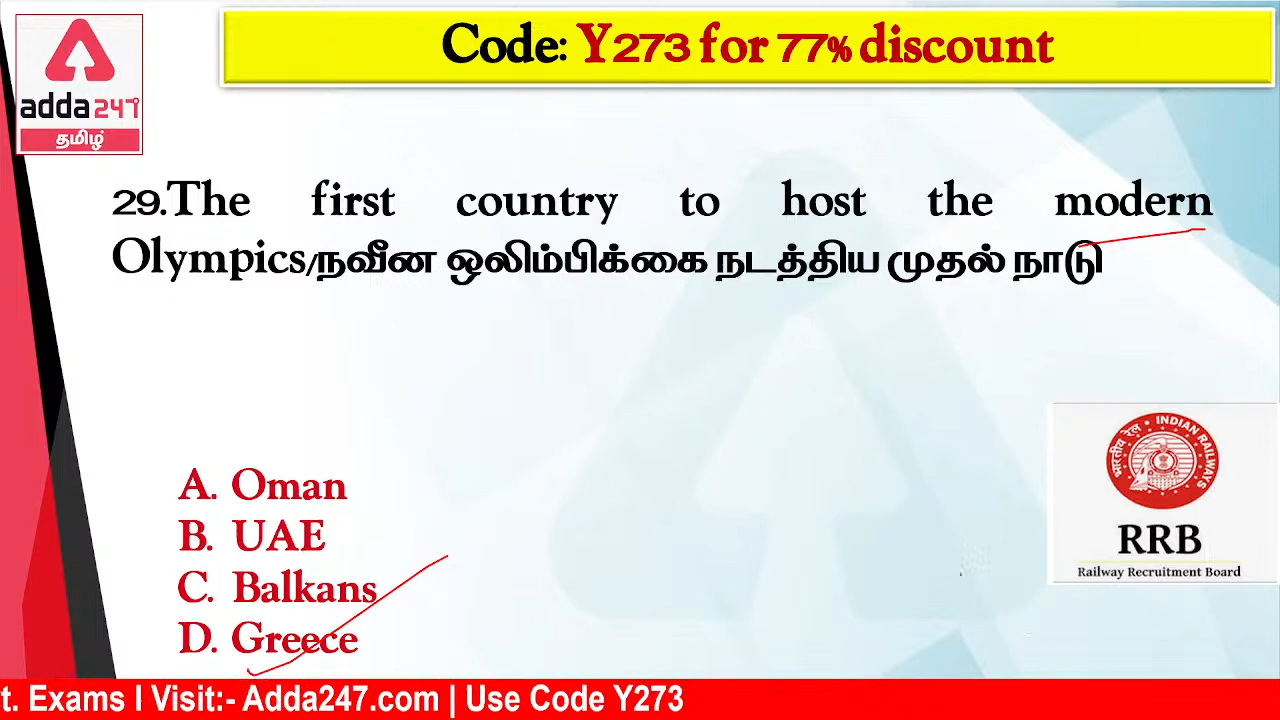 Code: Y273 for 77% discount
adda247
தமிழ்
29.The first country to host the modern
Olympics/நவீன ஒலிம்பிக்கை நடத்திய முதல் நாடு
A. Oman
B. UAE
C. Balkans
D. Greece
भारतीय रेल INDIAN RAILWAYS
RRB
Railway Recruitment Board
t. Exams I Visit:- Adda247.com | Use Code Y273